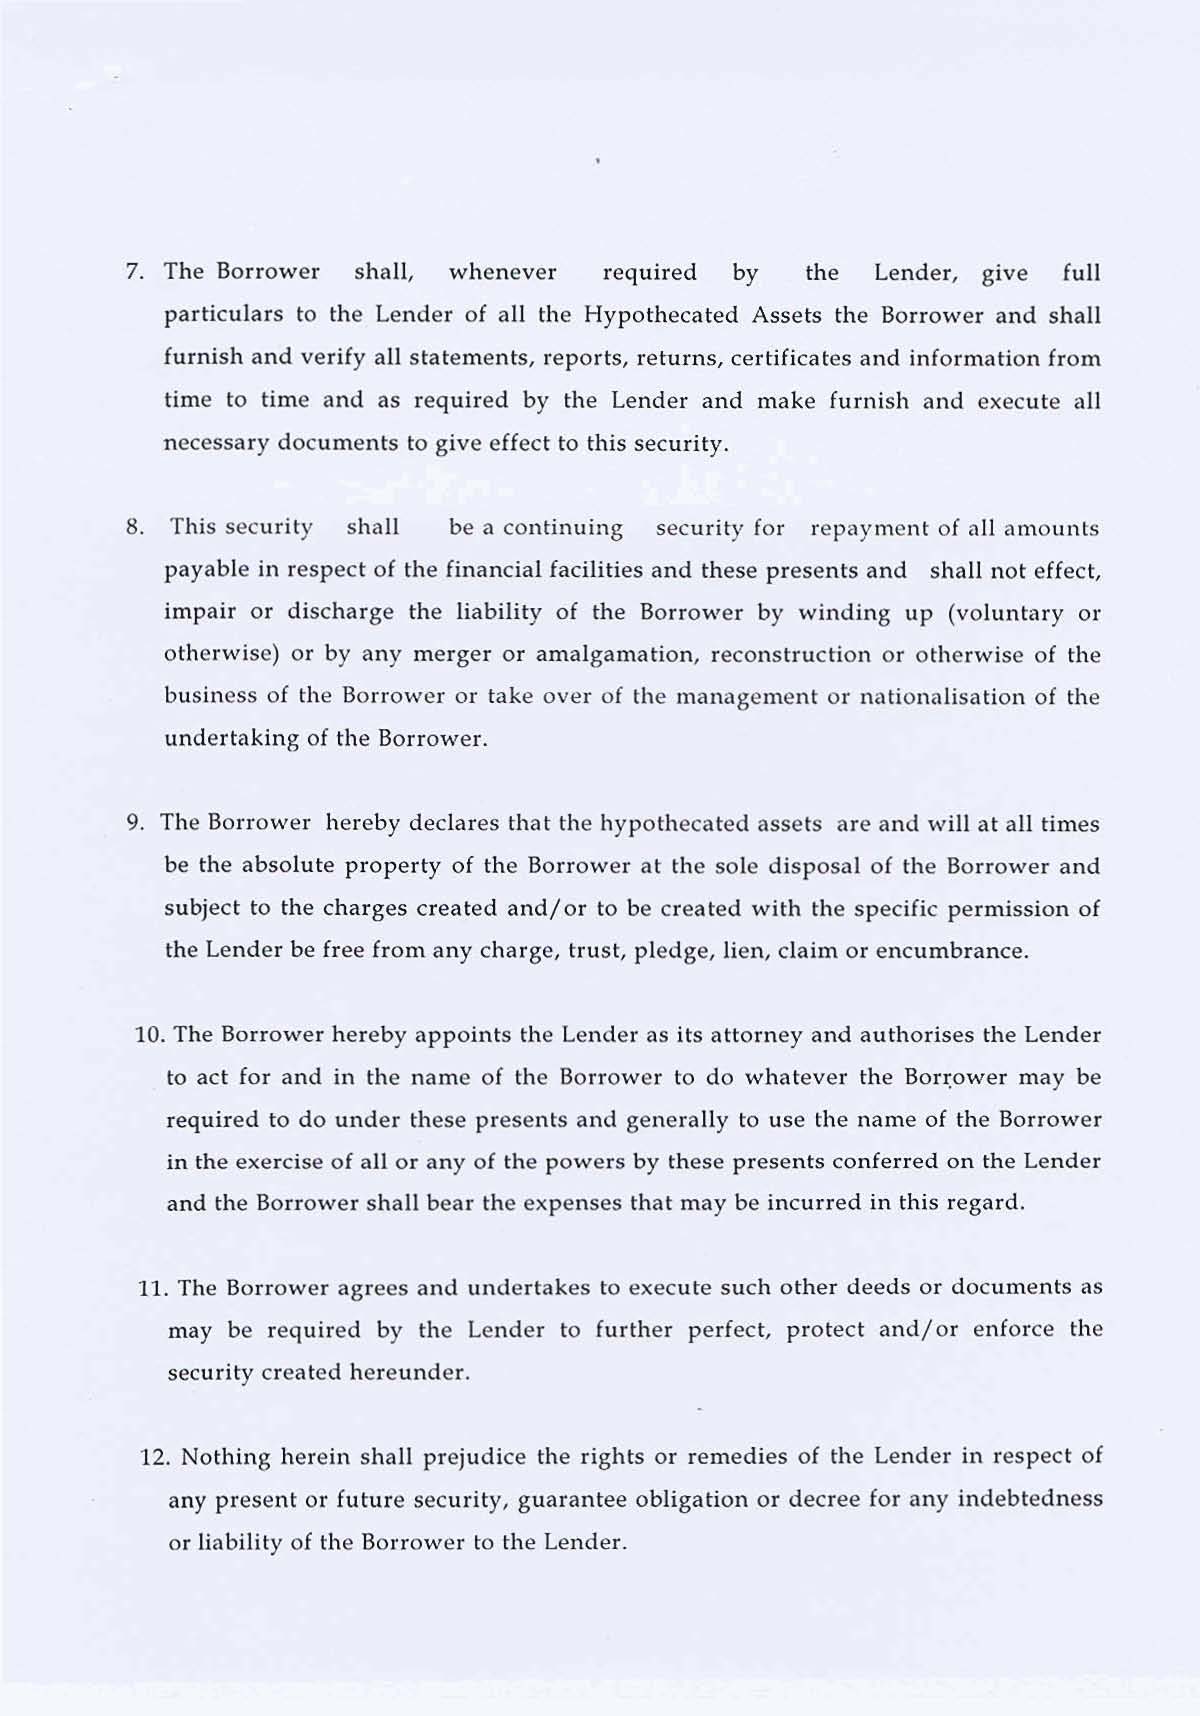 7. The Borrower shall, whenever required by the Lender, give full
particulars to the Lender of all the Hypothecated Assets the Borrower and shall
furnish and verify all statements, reports, returns, certificates and information from
time to time and as required by the Lender and make furnish and execute all
necessary documents to give effect to this security.
8. This security shall be a continuing security for repayment of all amounts
payable in respect of the financial facilities and these presents and shall not effect,
impair or discharge the liability of the Borrower by winding up (voluntary or
otherwise) or by any merger or amalgamation, reconstruction or otherwise of the
business of the Borrower or take over of the management or nationalisation of the
undertaking of the Borrower.
9. The Borrower hereby declares that the hypothecated assets are and will at all times
be the absolute property of the Borrower at the sole disposal of the Borrower and
subject to the charges created and/or to be created with the specific permission of
the Lender be free from any charge, trust, pledge, lien, claim or encumbrance.
10. The Borrower hereby appoints the Lender as its attorney and authorises the Lender
to act for and in the name of the Borrower to do whatever the Borrower may be
required to do under these presents and generally to use the name of the Borrower
in the exercise of all or any of the powers by these presents conferred on the Lender
and the Borrower shall bear the expenses that may be incurred in this regard.
11. The Borrower agrees and undertakes to execute such other deeds or documents as
may be required by the Lender to further perfect, protect and/or enforce the
security created hereunder.
12. Nothing herein shall prejudice the rights or remedies of the Lender in respect of
any present or future security, guarantee obligation or decree for any indebtedness
or liability of the Borrower to the Lender.